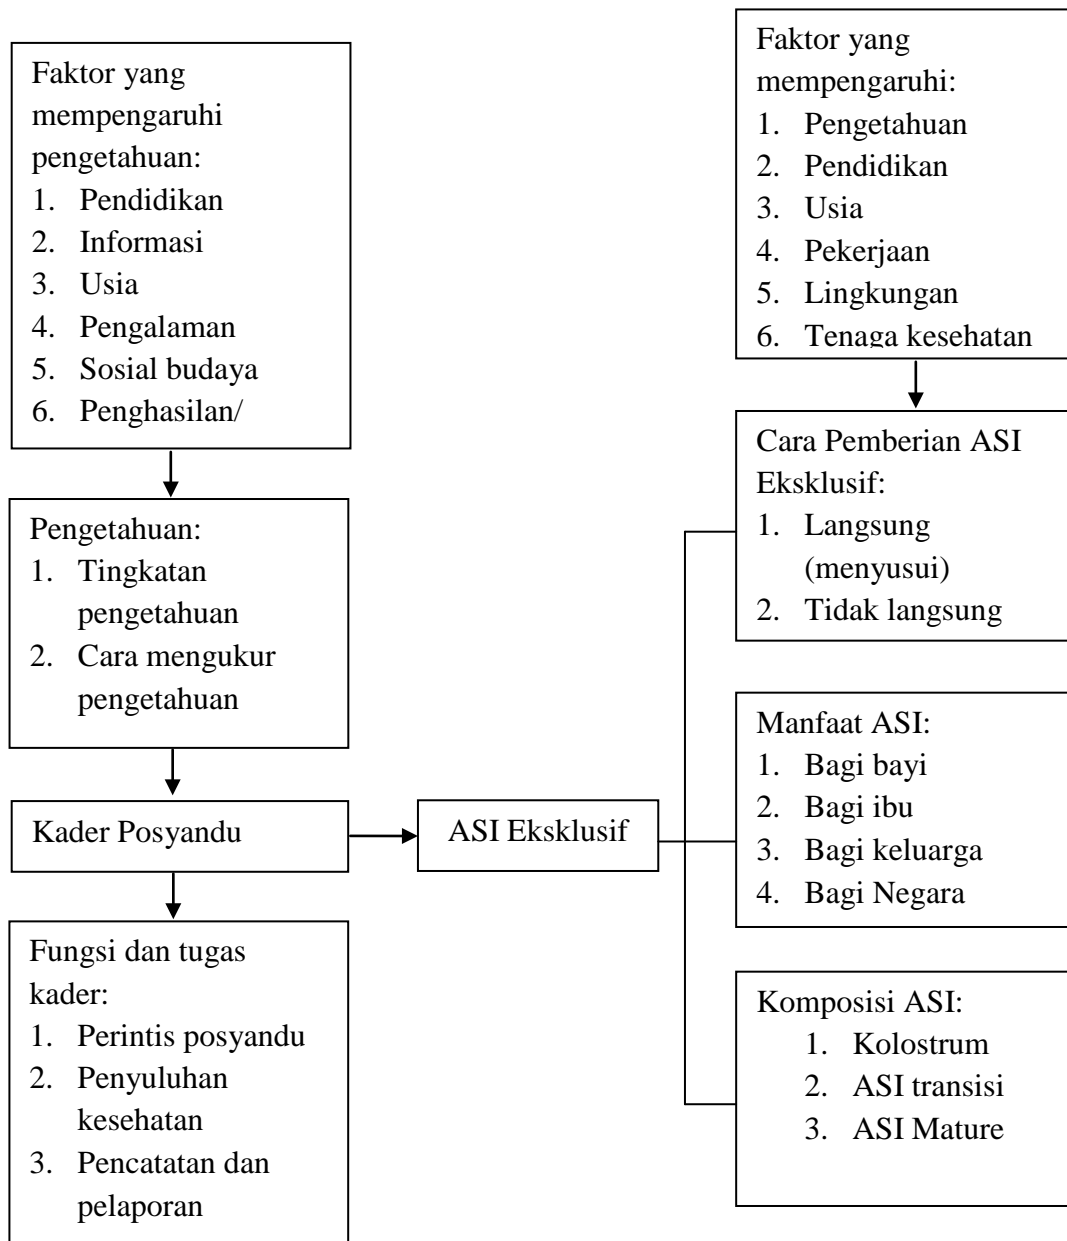 Faktor yang
mempengaruhi
pengetahuan:
1. Pendidikan
2. Informasi
3. Usia
4. Pengalaman
5. Sosial budaya
6. Penghasilan/
Pengetahuan:
1. Tingkatan
pengetahuan
2. Cara mengukur
pengetahuan
Kader Posyandu
Fungsi dan tugas
kader:
1. Perintis posyandu
2. Penyuluhan
kesehatan
3. Pencatatan dan
pelaporan
ASI Eksklusif
Faktor yang
mempengaruhi:
1. Pengetahuan
2. Pendidikan
3. Usia
4. Pekerjaan
5. Lingkungan
6. Tenaga kesehatan
Cara Pemberian ASI
Eksklusif:
1. Langsung
(menyusui)
2. Tidak langsung
Manfaat ASI:
1. Bagi bayi
2. Bagi ibu
3. Bagi keluarga
4. Bagi Negara
Komposisi ASI:
1. Kolostrum
2. ASI transisi
3. ASI Mature